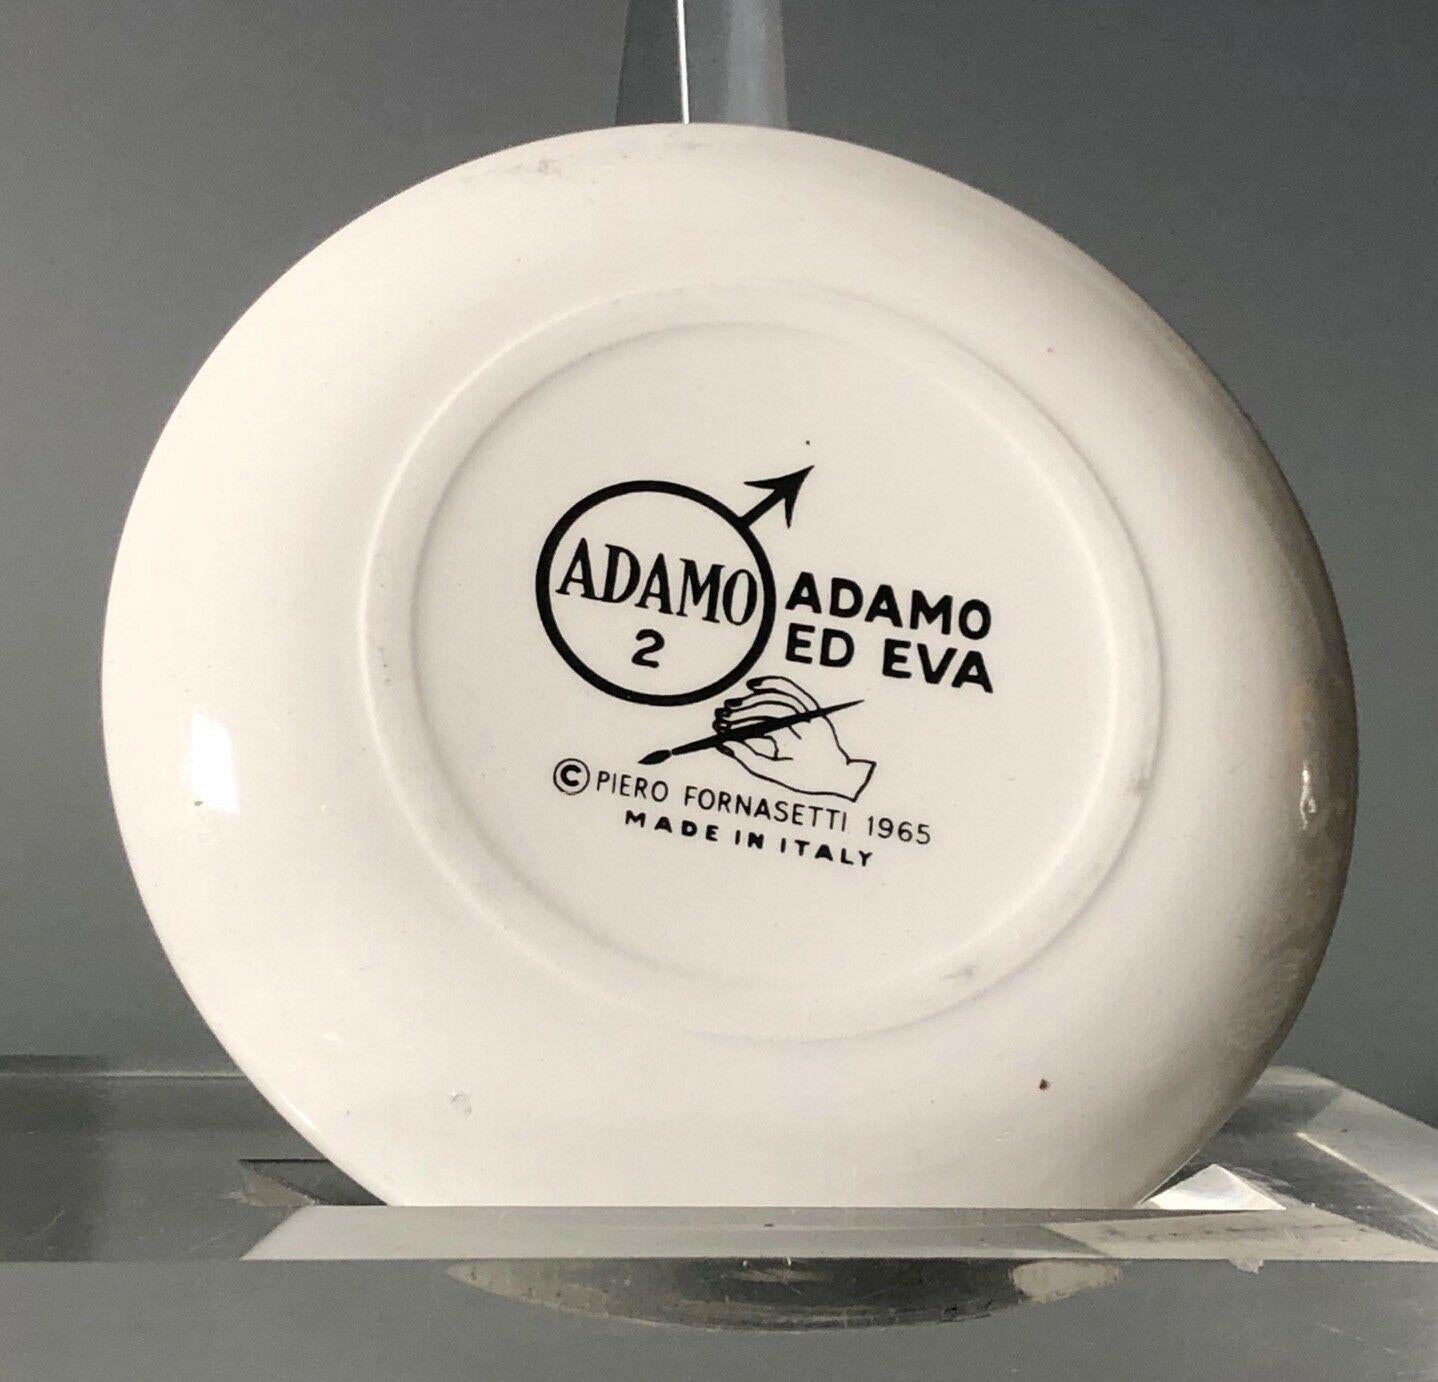 ADAMO
2
ADAMO
ED EVA
© PIERO FORNASETTI 1965
MADE IN ITALY